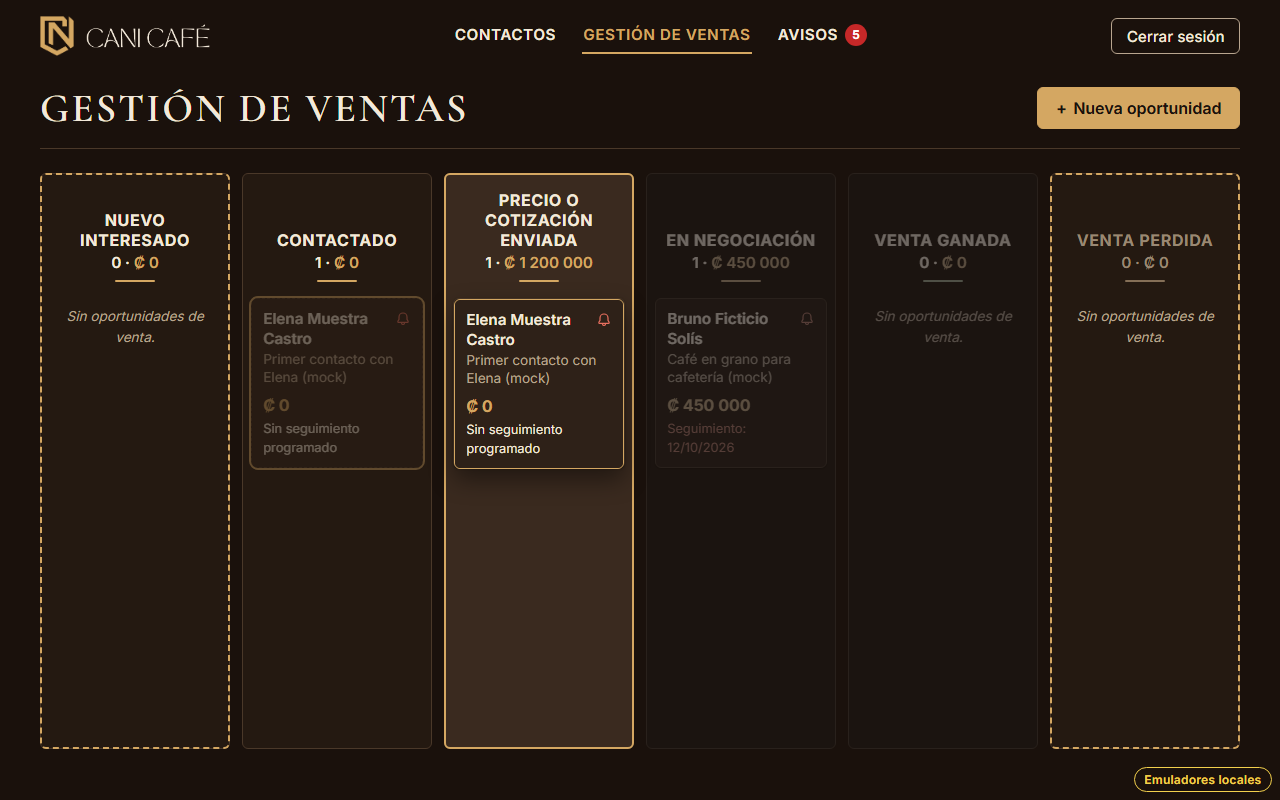 CANI CAFÉ
CONTACTOS
GESTIÓN DE VENTAS
AVISOS 5
Cerrar sesión
GESTIÓN DE VENTAS
+ Nueva oportunidad
NUEVO
INTERESADO
0 · ₡ 0
Sin oportunidades de
venta.
CONTACTADO
1 · ₡ 0
Elena Muestra
Castro
Primer contacto con
Elena (mock)
₡ 0
Sin seguimiento
programado
PRECIO O
COTIZACIÓN
ENVIADA
1 · ₡ 1 200 000
Elena Muestra
Castro
Primer contacto con
Elena (mock)
₡ 0
Sin seguimiento
programado
EN NEGOCIACIÓN
1 · ₡ 450 000
Bruno Ficticio
Solís
Café en grano para
cafetería (mock)
₡ 450 000
Seguimiento:
12/10/2026
VENTA GANADA
0 · ₡ 0
Sin oportunidades de
venta.
VENTA PERDIDA
0 · ₡ 0
Sin oportunidades de
venta.
Emuladores locales